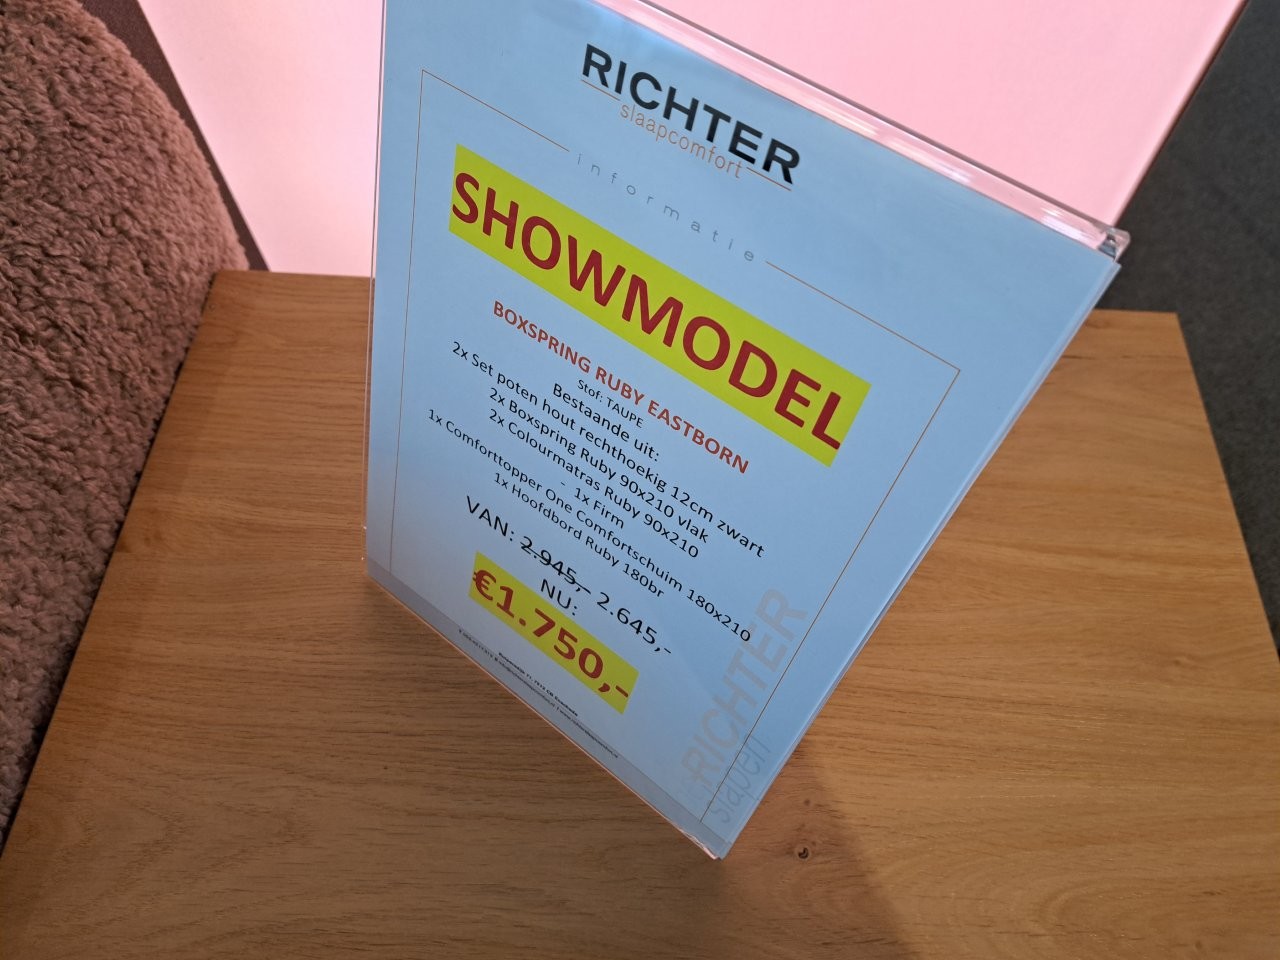 RICHTER
slaapcomfort
informatie
SHOWMODEL
BOXSPRING RUBY EASTBORN
Stof: TAUPE
Bestaande uit:
2x Set poten hout rechthoekig 12cm zwart
2x Boxspring Ruby 90x210 vlak
2x Colourmatras Ruby 90x210
- 1x Firm
1x Comforttopper One Comfortschuim 180x210
1x Hoofdbord Ruby 180br
VAN: 2.945,- 2.645,-
NU:
€1.750,-
RICHTER
slapen